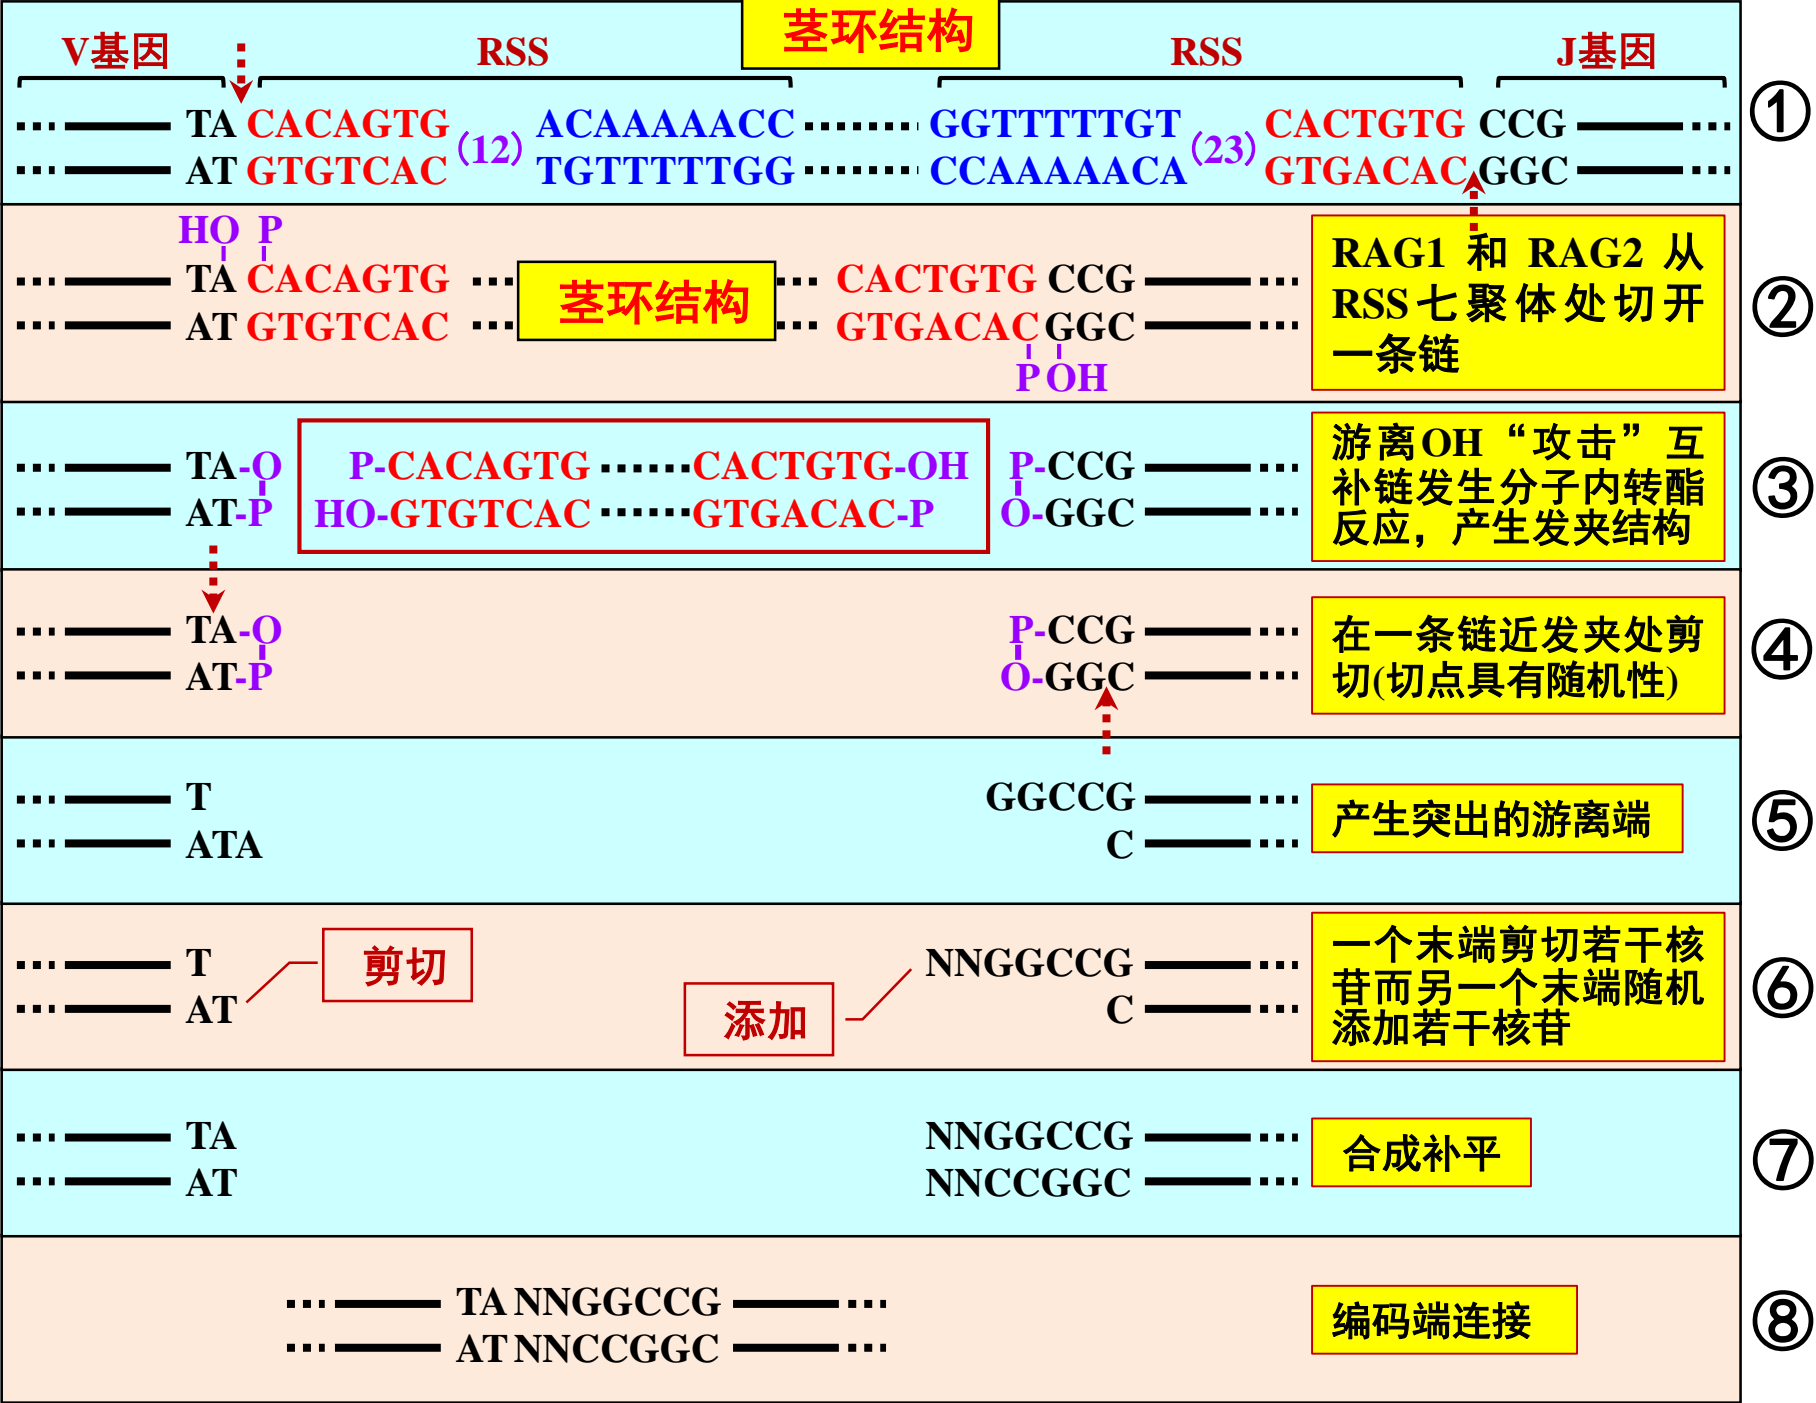 茎环结构
V基因 RSS RSS J基因
TA CACAGTG (12) ACAAAAACC GGTTTTTGT (23) CACTGTG CCG ①
AT GTGTCAC TGTTTTTGG CCAAAAACA GTGACAC GGC
HO P
TA CACAGTG CACTGTG CCG
茎环结构
AT GTGTCAC GTGACAC GGC
P OH
RAG1 和 RAG2 从
RSS七聚体处切开
一条链
②
TA-O P-CACAGTG CACTGTG-OH P-CCG
AT-P HO-GTGTCAC GTGACAC-P O-GGC
游离OH“攻击”互
补链发生分子内转酯
反应，产生发夹结构
③
TA-O P-CCG
AT-P O-GGC
在一条链近发夹处剪
切(切点具有随机性)
④
T GGCCG
ATA C
产生突出的游离端
⑤
T NNGGCCG
AT C
剪切
添加
一个末端剪切若干核
苷而另一个末端随机
添加若干核苷
⑥
TA NNGGCCG
AT NNCCGGC
合成补平
⑦
TA NNGGCCG
AT NNCCGGC
编码端连接
⑧